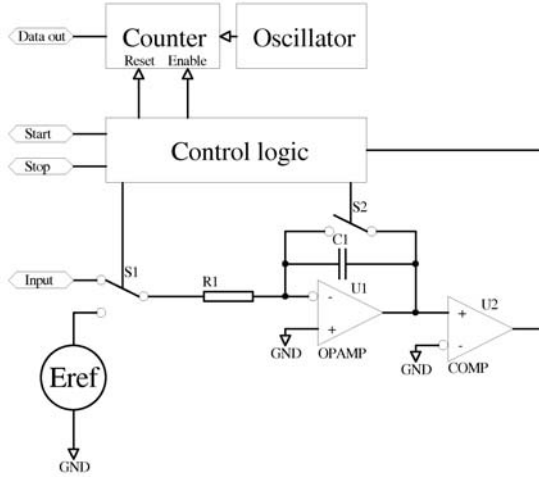 Data out
Counter
Oscillator
Reset
Enable
Start
Stop
Control logic
S2
C1
S1
Input
R1
U1
U2
-
+
+
-
GND
OPAMP
GND
COMP
Eref
GND